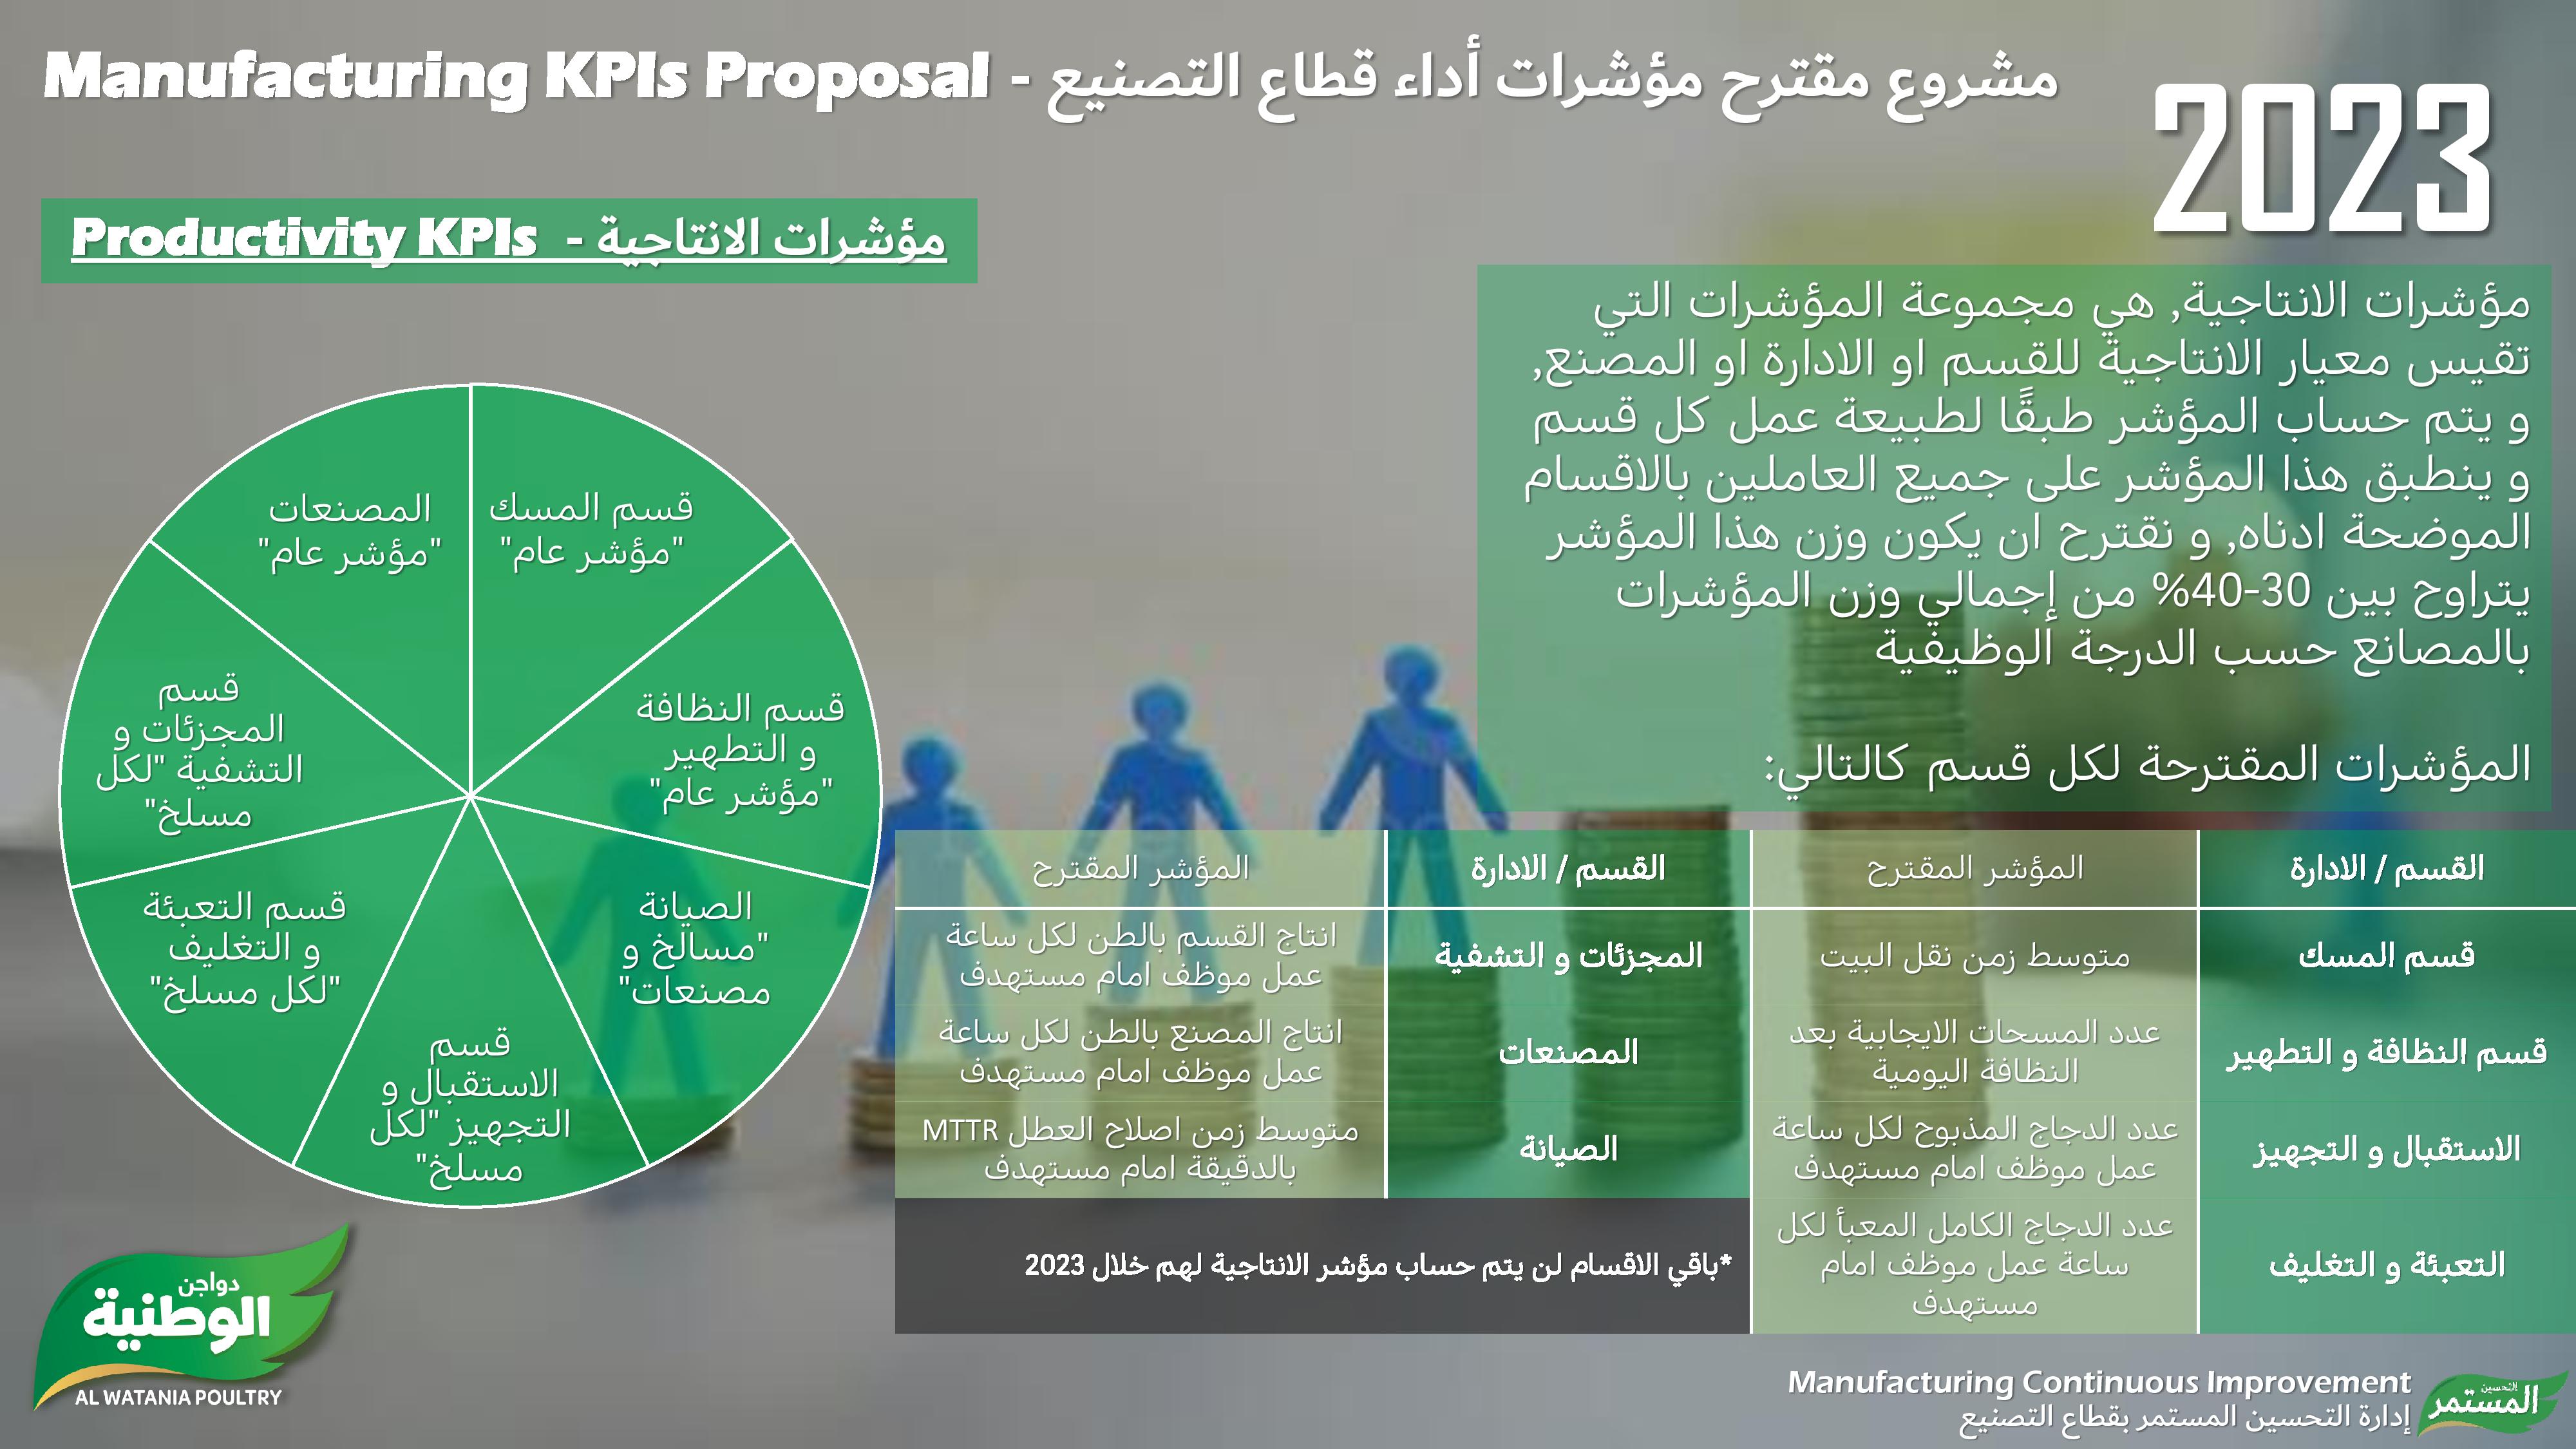 Manufacturing KPIs Proposal - مشروع مقترح مؤشرات أداء قطاع التصنيع
2023
Productivity KPIs - مؤشرات الانتاجية
مؤشرات الانتاجية, هي مجموعة المؤشرات التي
تقيس معيار الانتاجية للقسم او الادارة او المصنع,
و يتم حساب المؤشر طبقًا لطبيعة عمل كل قسم
و ينطبق هذا المؤشر على جميع العاملين بالاقسام
الموضحة ادناه, و نقترح ان يكون وزن هذا المؤشر
يتراوح بين 30-40% من إجمالي وزن المؤشرات
بالمصانع حسب الدرجة الوظيفية
المؤشرات المقترحة لكل قسم كالتالي:
قسم المسك
"مؤشر عام"
قسم النظافة
و التطهير
"مؤشر عام"
الصيانة
"مسالخ و
مصنعات"
قسم
الاستقبال و
التجهيز "لكل
مسلخ"
قسم التعبئة
و التغليف
"لكل مسلخ"
قسم
المجزئات و
التشفية "لكل
مسلخ"
المصنعات
"مؤشر عام"
القسم / الادارة
المؤشر المقترح
القسم / الادارة
المؤشر المقترح
قسم المسك
متوسط زمن نقل البيت
المجزئات و التشفية
انتاج القسم بالطن لكل ساعة
عمل موظف امام مستهدف
قسم النظافة و التطهير
عدد المسحات الايجابية بعد
النظافة اليومية
المصنعات
انتاج المصنع بالطن لكل ساعة
عمل موظف امام مستهدف
الاستقبال و التجهيز
عدد الدجاج المذبوح لكل ساعة
عمل موظف امام مستهدف
الصيانة
متوسط زمن اصلاح العطل MTTR
بالدقيقة امام مستهدف
التعبئة و التغليف
عدد الدجاج الكامل المعبأ لكل
ساعة عمل موظف امام
مستهدف
*باقي الاقسام لن يتم حساب مؤشر الانتاجية لهم خلال 2023
دواجن
الوطنية
AL WATANIA POULTRY
Manufacturing Continuous Improvement
إدارة التحسين المستمر بقطاع التصنيع
التحسين
المستمر